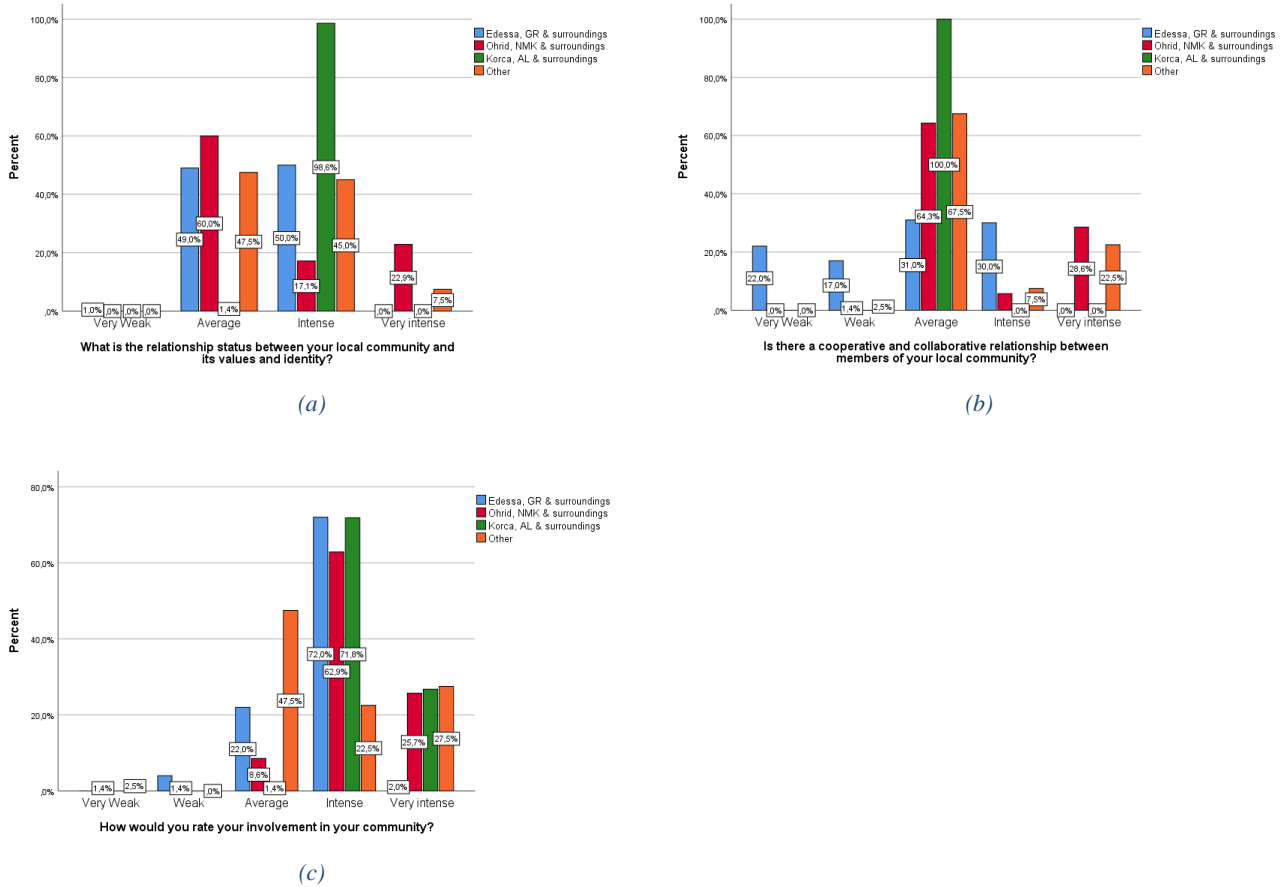 100,0%
80,0%
60,0%
40,0%
20,0%
,0%
Percent
Edessa, GR & surroundings
Ohrid, NMK & surroundings
Korca, AL & surroundings
Other
1,0%
,0%
,0%
,0%
49,0%
60,0%
1,4%
47,5%
50,0%
17,1%
98,6%
45,0%
,0%
22,9%
,0%
7,5%
Very Weak
Average
Intense
Very intense
What is the relationship status between your local community and
its values and identity?
(a)
100,0%
80,0%
60,0%
40,0%
20,0%
,0%
Percent
Edessa, GR & surroundings
Ohrid, NMK & surroundings
Korca, AL & surroundings
Other
22,0%
,0%
,0%
17,0%
1,4%
2,5%
31,0%
64,3%
100,0%
67,5%
30,0%
,0%
7,5%
,0%
28,6%
,0%
22,5%
Very Weak
Weak
Average
Intense
Very intense
Is there a cooperative and collaborative relationship between
members of your local community?
(b)
80,0%
60,0%
40,0%
20,0%
,0%
Percent
Edessa, GR & surroundings
Ohrid, NMK & surroundings
Korca, AL & surroundings
Other
1,4%
2,5%
1,4%
,0%
22,0%
8,6%
1,4%
47,5%
72,0%
62,9%
71,8%
22,5%
2,0%
25,7%
27,5%
Very Weak
Weak
Average
Intense
Very intense
How would you rate your involvement in your community?
(c)